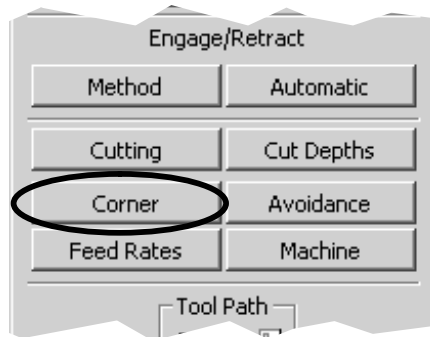 Engage/Retract
Method Automatic
Cutting Cut Depths
Corner Avoidance
Feed Rates Machine
Tool Path